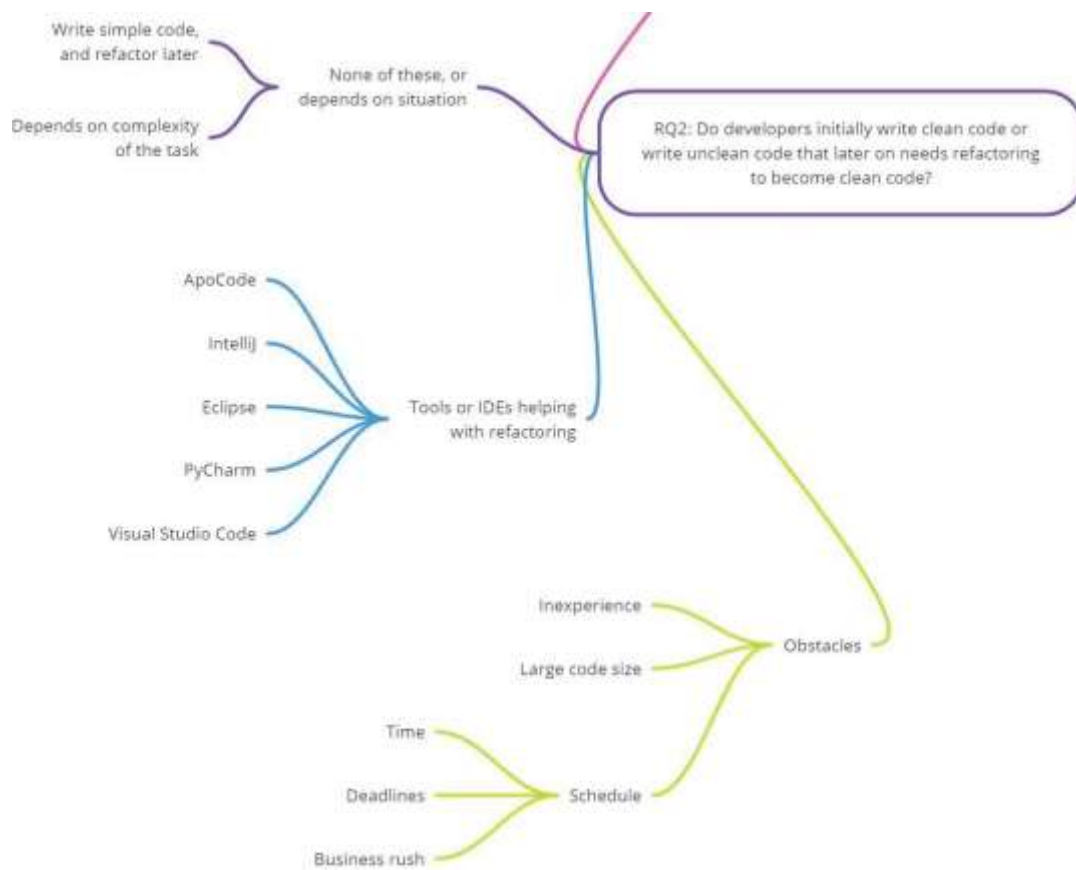 Write simple code,
and refactor later
None of these, or
depends on situation
Depends on complexity
of the task
RQ2: Do developers initially write clean code or
write unclean code that later on needs refactoring
to become clean code?
ApoCode
IntelliJ
Eclipse
PyCharm
Visual Studio Code
Tools or IDEs helping
with refactoring
Inexperience
Large code size
Obstacles
Time
Deadlines
Business rush
Schedule